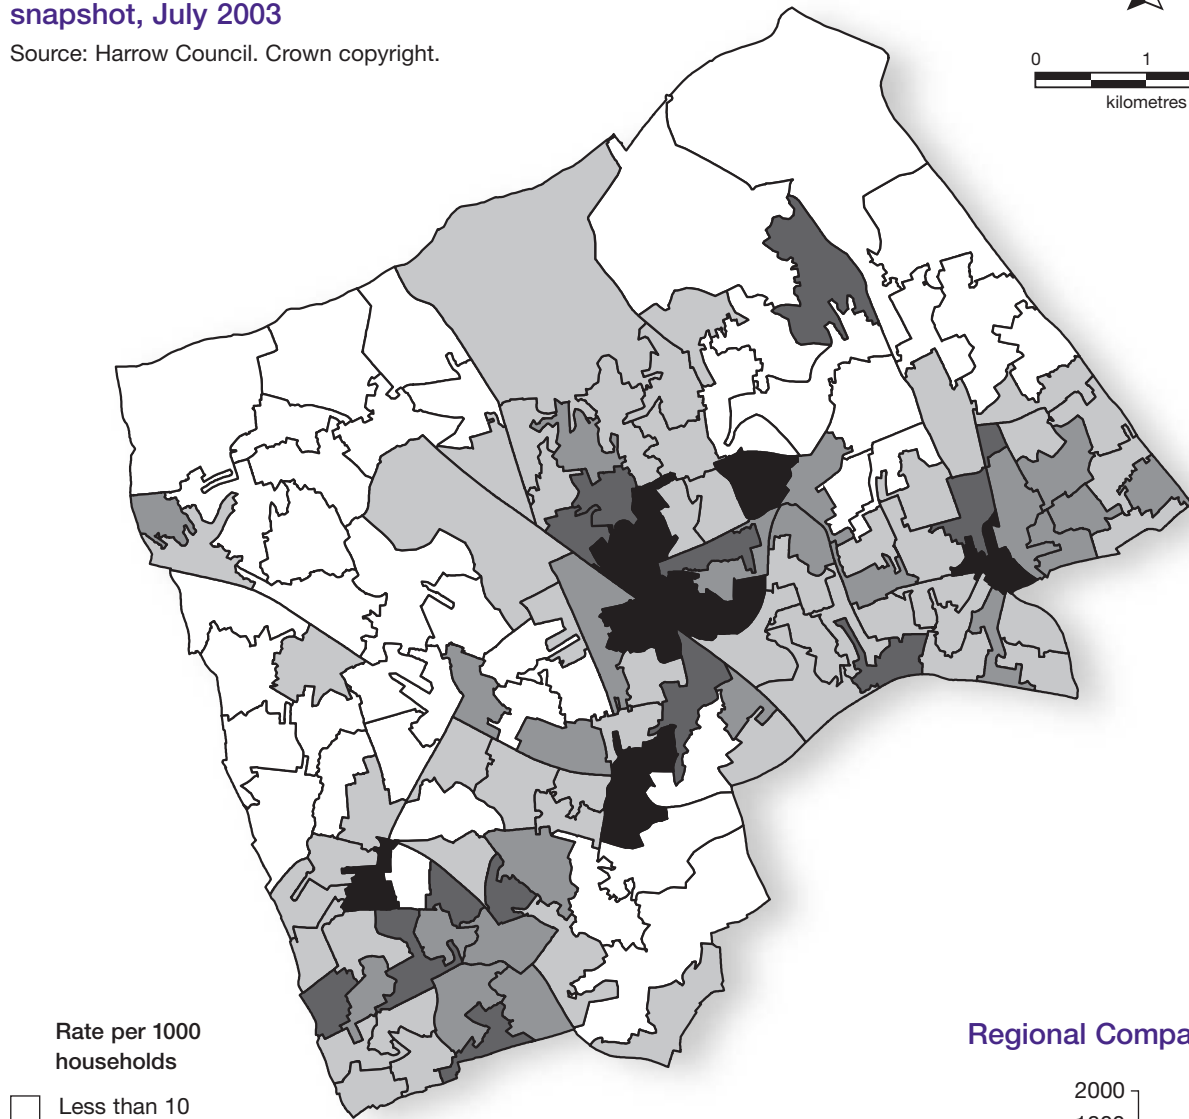 snapshot, July 2003
Source: Harrow Council. Crown copyright.
0 1
kilometres
Rate per 1000
households
Less than 10
Regional Compa
2000